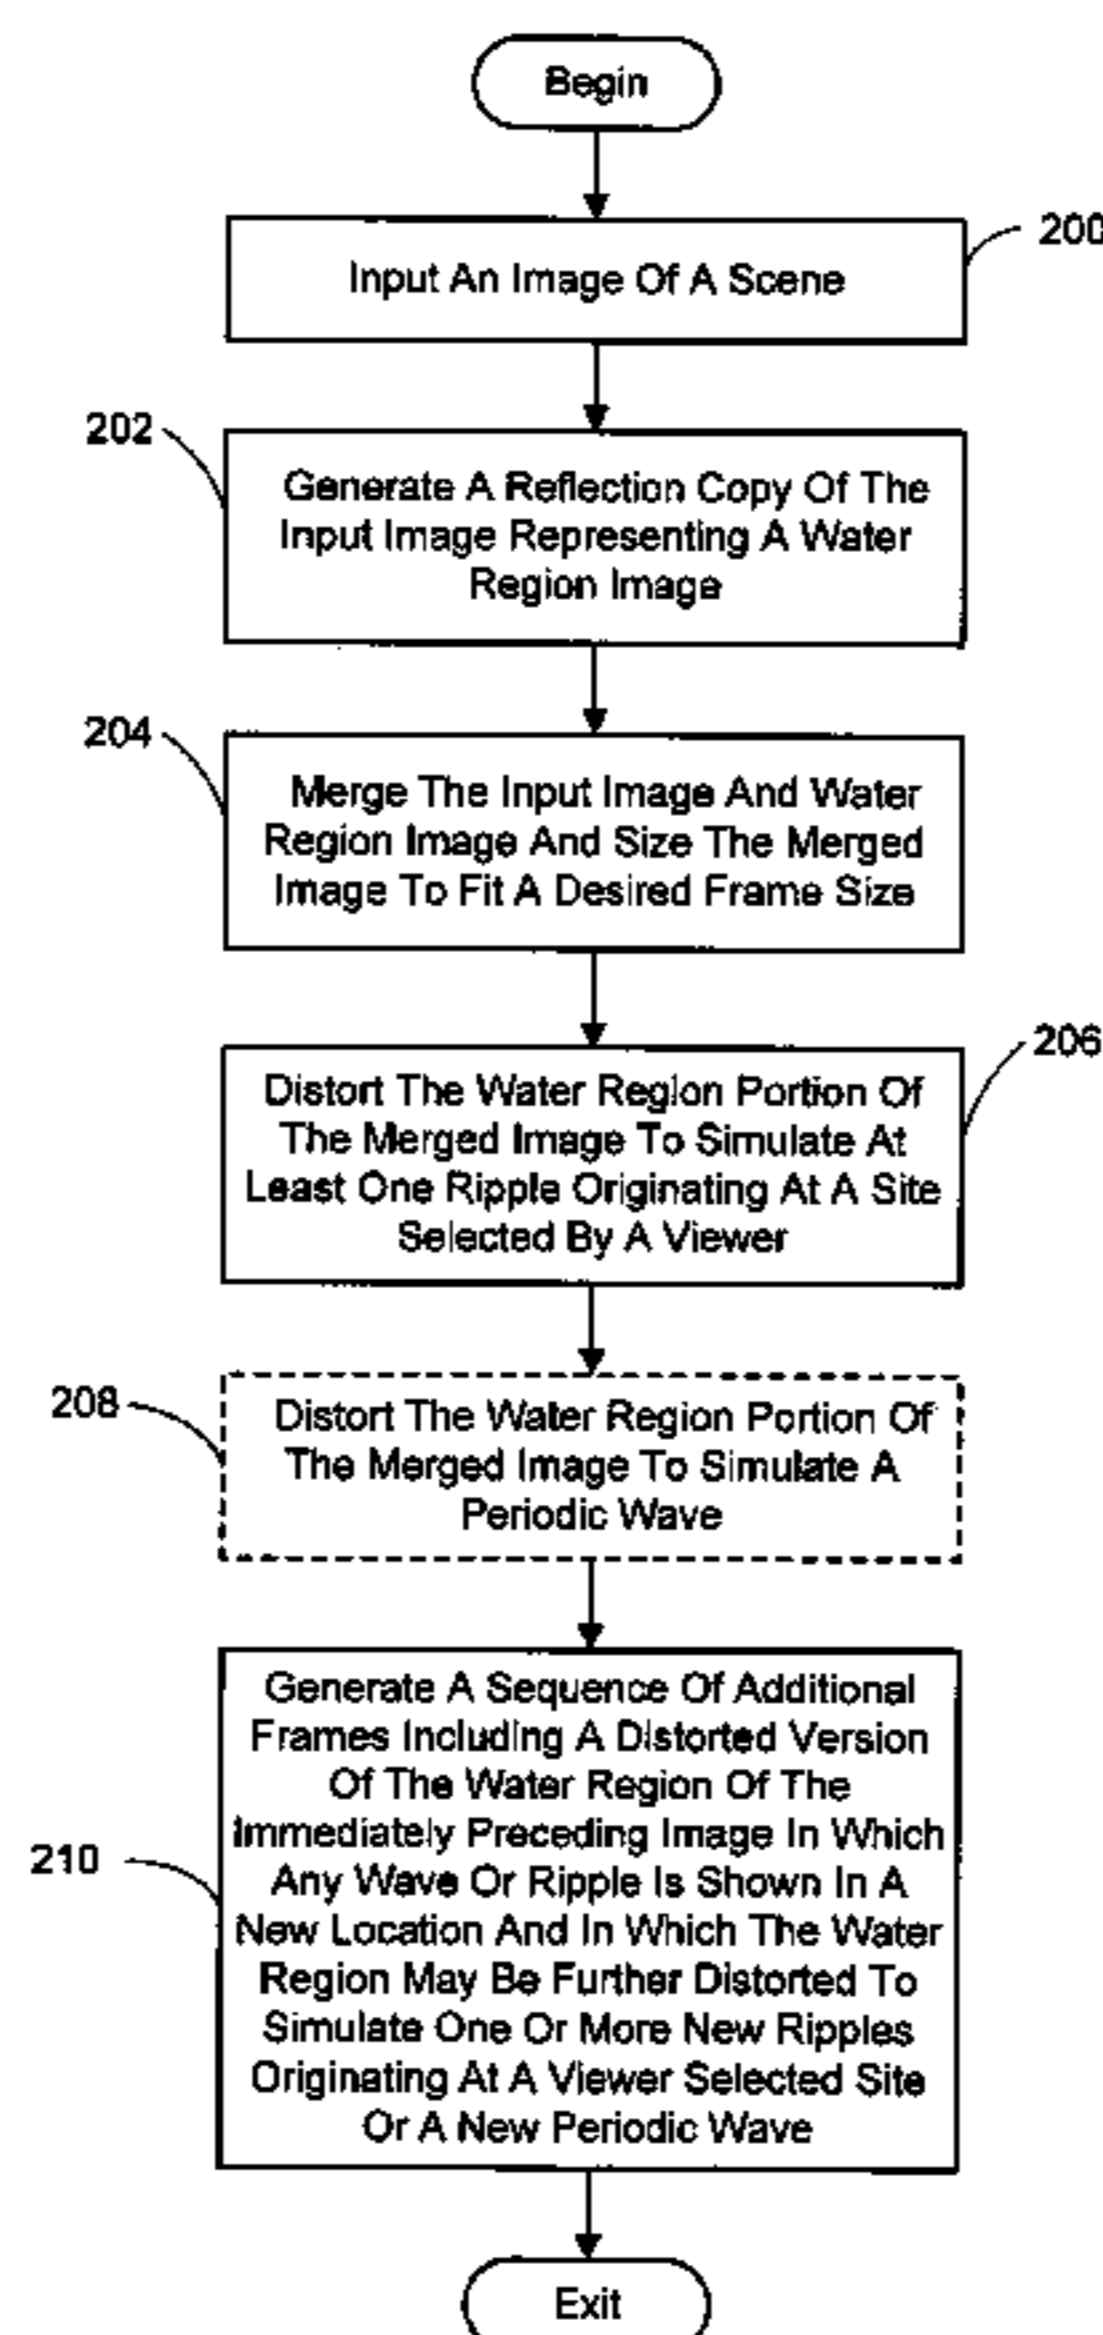 Begin
200
Input An Image Of A Scene
202
Generate A Reflection Copy Of The
Input Image Representing A Water
Region Image
204
Merge The Input Image And Water
Region Image And Size The Merged
Image To Fit A Desired Frame Size
206
Distort The Water Region Portion Of
The Merged Image To Simulate At
Least One Ripple Originating At A Site
Selected By A Viewer
208
Distort The Water Region Portion Of
The Merged Image To Simulate A
Periodic Wave
Generate A Sequence Of Additional
Frames Including A Distorted Version
Of The Water Region Of The
Immediately Preceding Image In Which
210
Any Wave Or Ripple Is Shown In A
New Location And In Which The Water
Region May Be Further Distorted To
Simulate One Or More New Ripples
Originating At A Viewer Selected Site
Or A New Periodic Wave
Exit